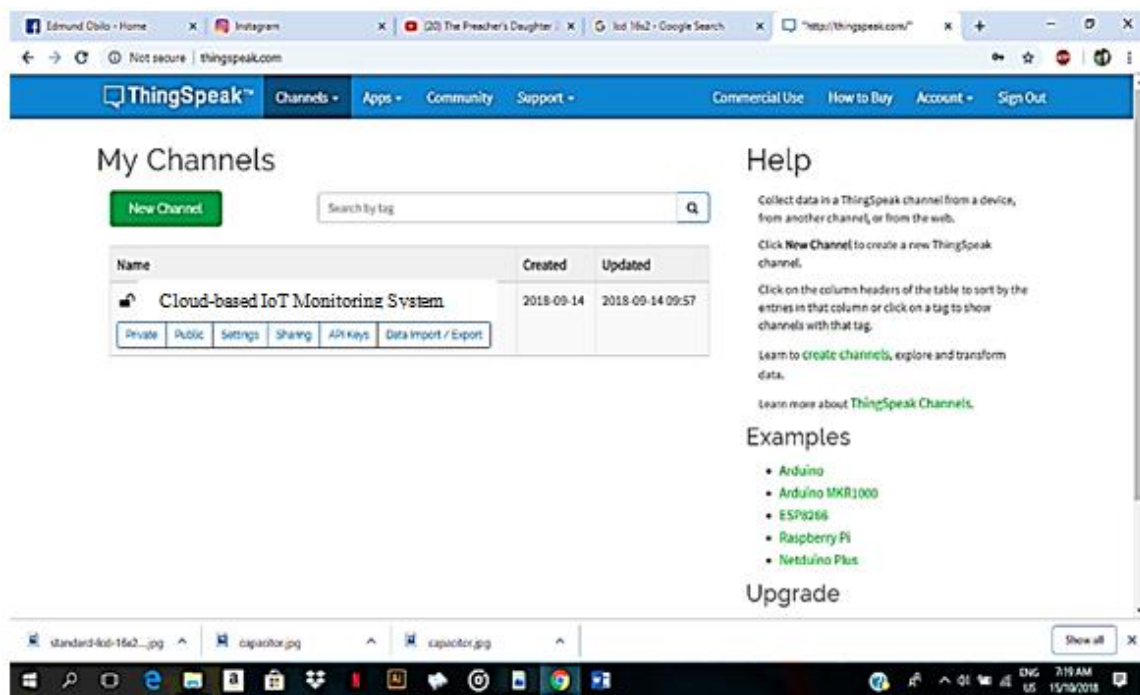 Edmund Obilo - Home
Instagram
(20) The Preacher's Daughter
lcd 16x2 - Google Search
"http://thingspeak.com/"
Not secure | thingspeak.com
ThingSpeak™ Channels Apps Community Support Commercial Use How to Buy Account Sign Out
My Channels
New Channel
Search by tag
Name Created Updated
Cloud-based IoT Monitoring System 2018-09-14 2018-09-14 09:57
Private Public Settings Sharing API Keys Data Import / Export
Help
Collect data in a ThingSpeak channel from a device,
from another channel, or from the web.
Click New Channel to create a new ThingSpeak
channel.
Click on the column headers of the table to sort by the
entries in that column or click on a tag to show
channels with that tag.
Learn to create channels, explore and transform
data.
Learn more about ThingSpeak Channels.
Examples
Arduino
Arduino MKR1000
ESP8266
Raspberry Pi
Netduino Plus
Upgrade
standard-lcd-16x2....jpg
capacitor.jpg
capacitor.jpg
Show all
ENG 7:19 AM
US 15/10/2018